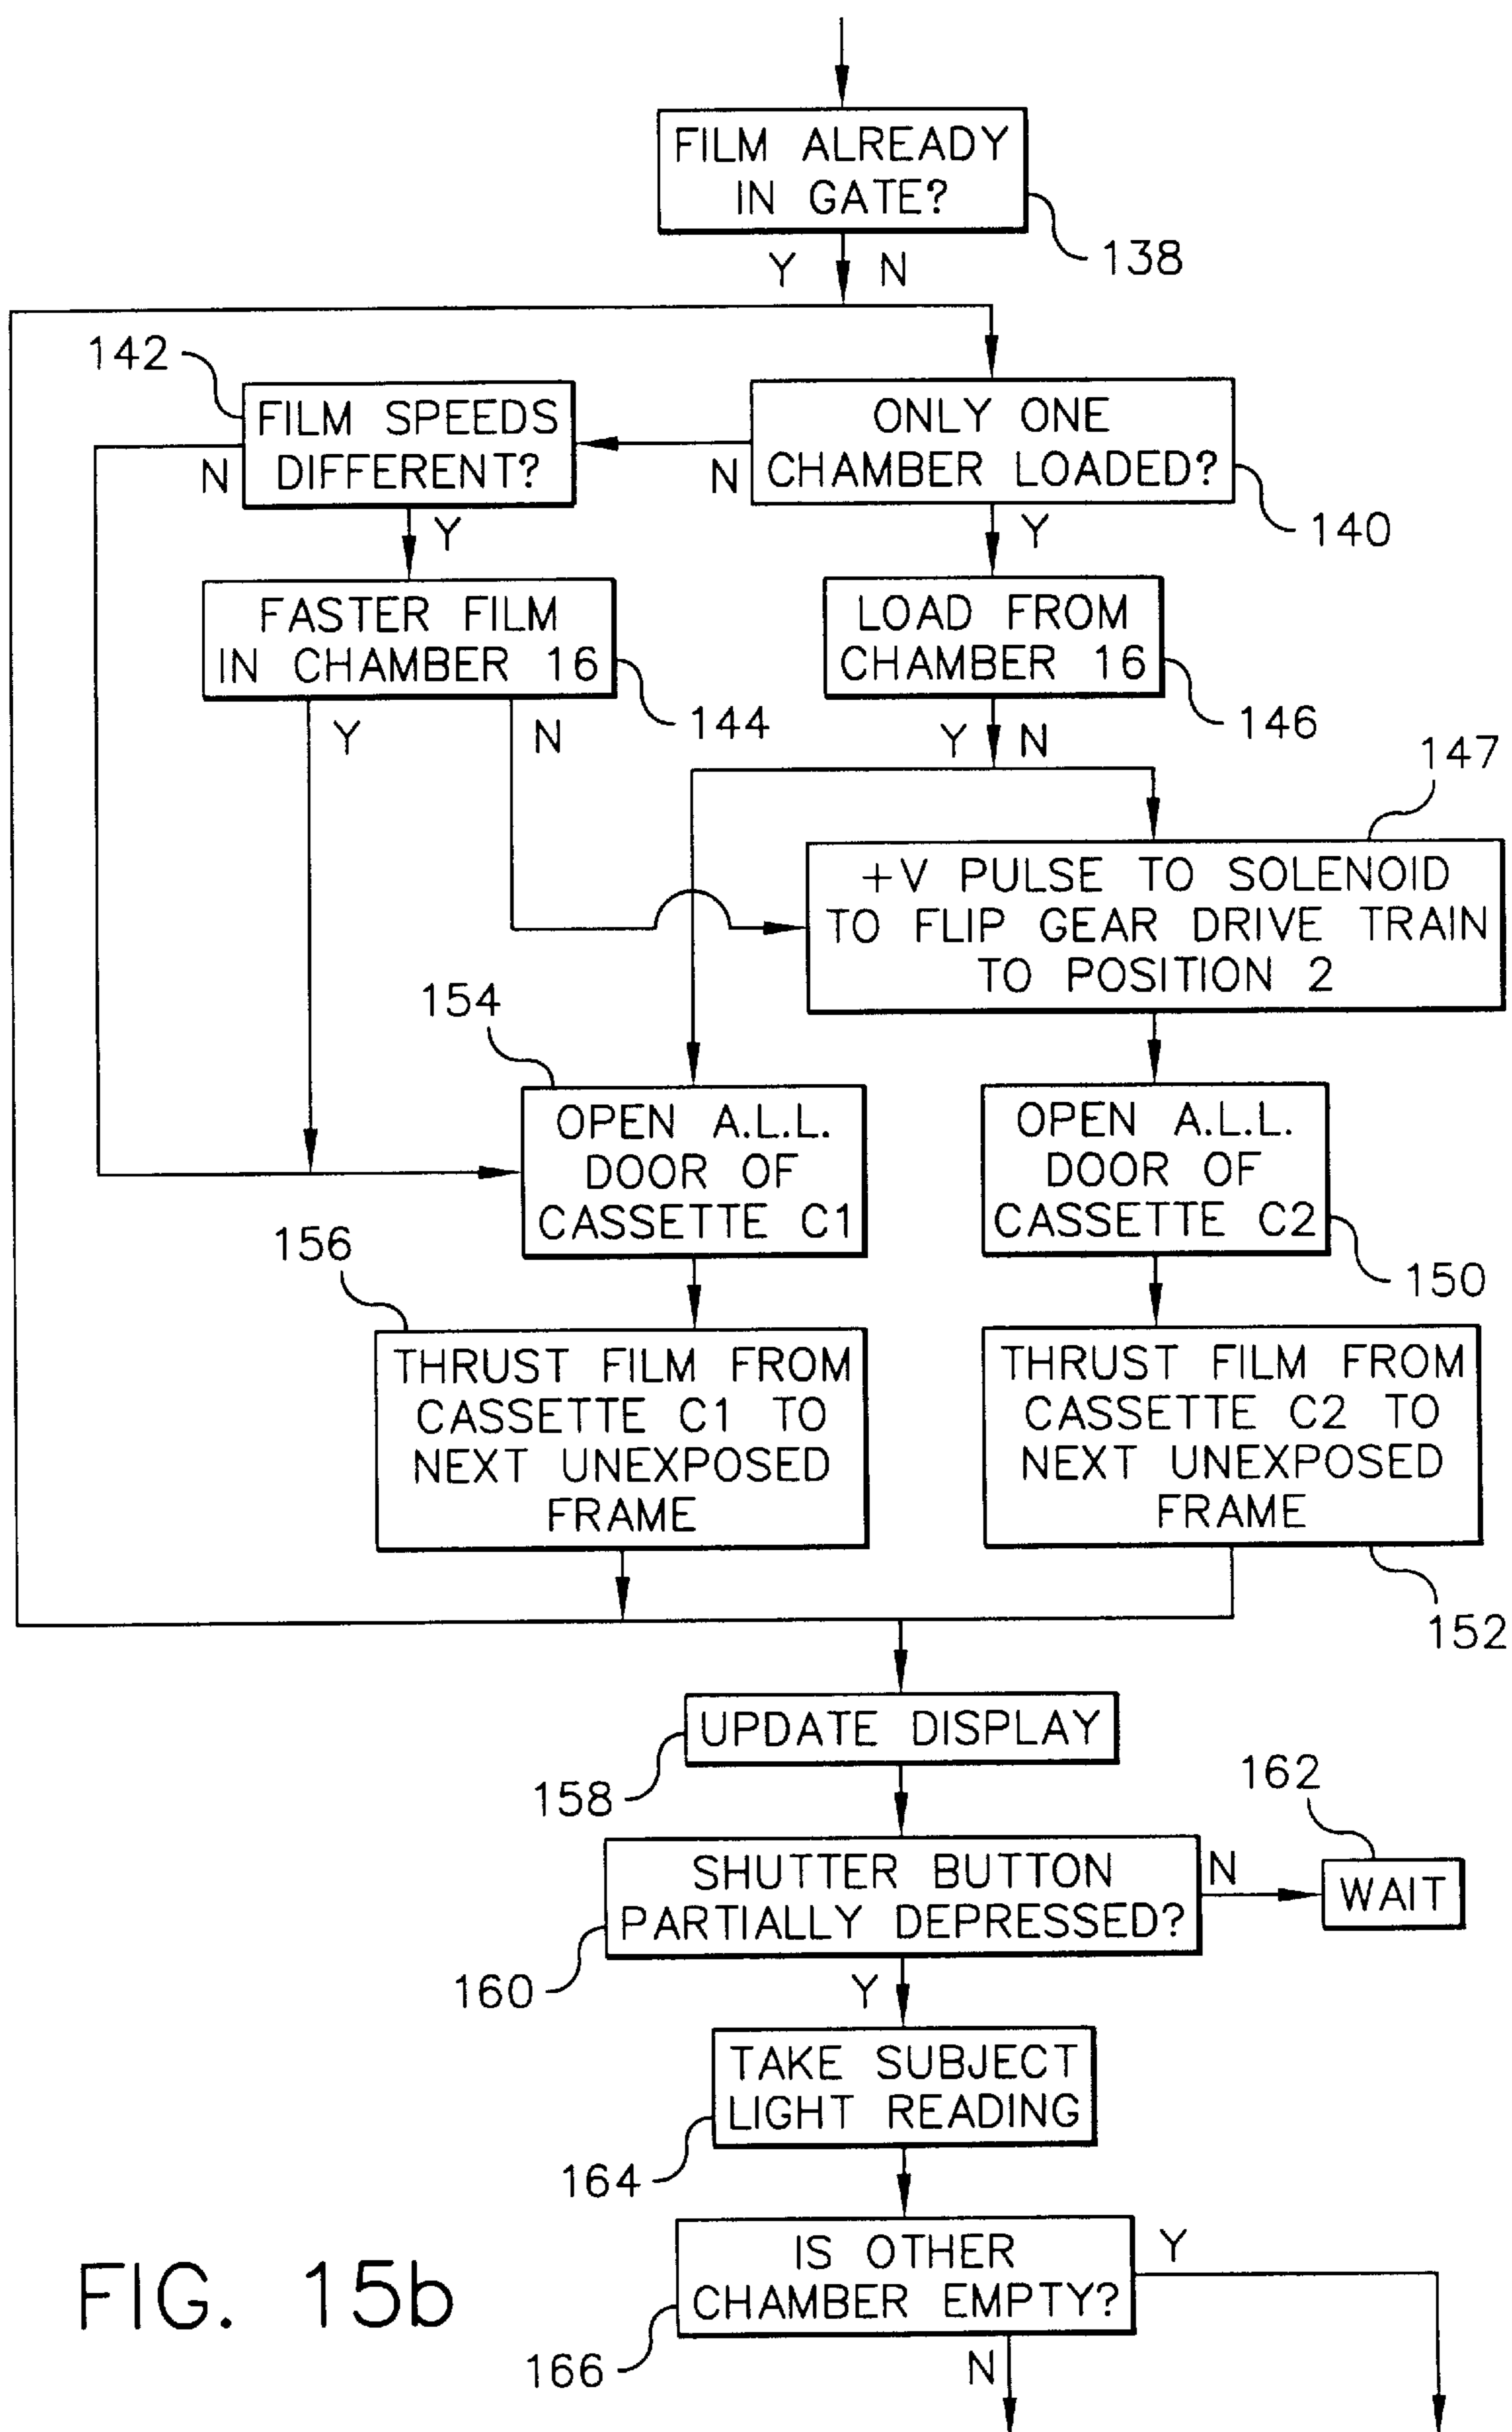 FILM ALREADY
IN GATE?
138
Y
N
142
FILM SPEEDS
DIFFERENT?
N
Y
ONLY ONE
CHAMBER LOADED?
N
140
Y
FASTER FILM
IN CHAMBER 16
144
Y
N
LOAD FROM
CHAMBER 16
146
Y
N
147
+V PULSE TO SOLENOID
TO FLIP GEAR DRIVE TRAIN
TO POSITION 2
154
OPEN A.L.L.
DOOR OF
CASSETTE C1
OPEN A.L.L.
DOOR OF
CASSETTE C2
150
156
THRUST FILM FROM
CASSETTE C1 TO
NEXT UNEXPOSED
FRAME
THRUST FILM FROM
CASSETTE C2 TO
NEXT UNEXPOSED
FRAME
152
UPDATE DISPLAY
158
SHUTTER BUTTON
PARTIALLY DEPRESSED?
160
N
162
WAIT
Y
TAKE SUBJECT
LIGHT READING
164
IS OTHER
CHAMBER EMPTY?
166
Y
N
FIG. 15b